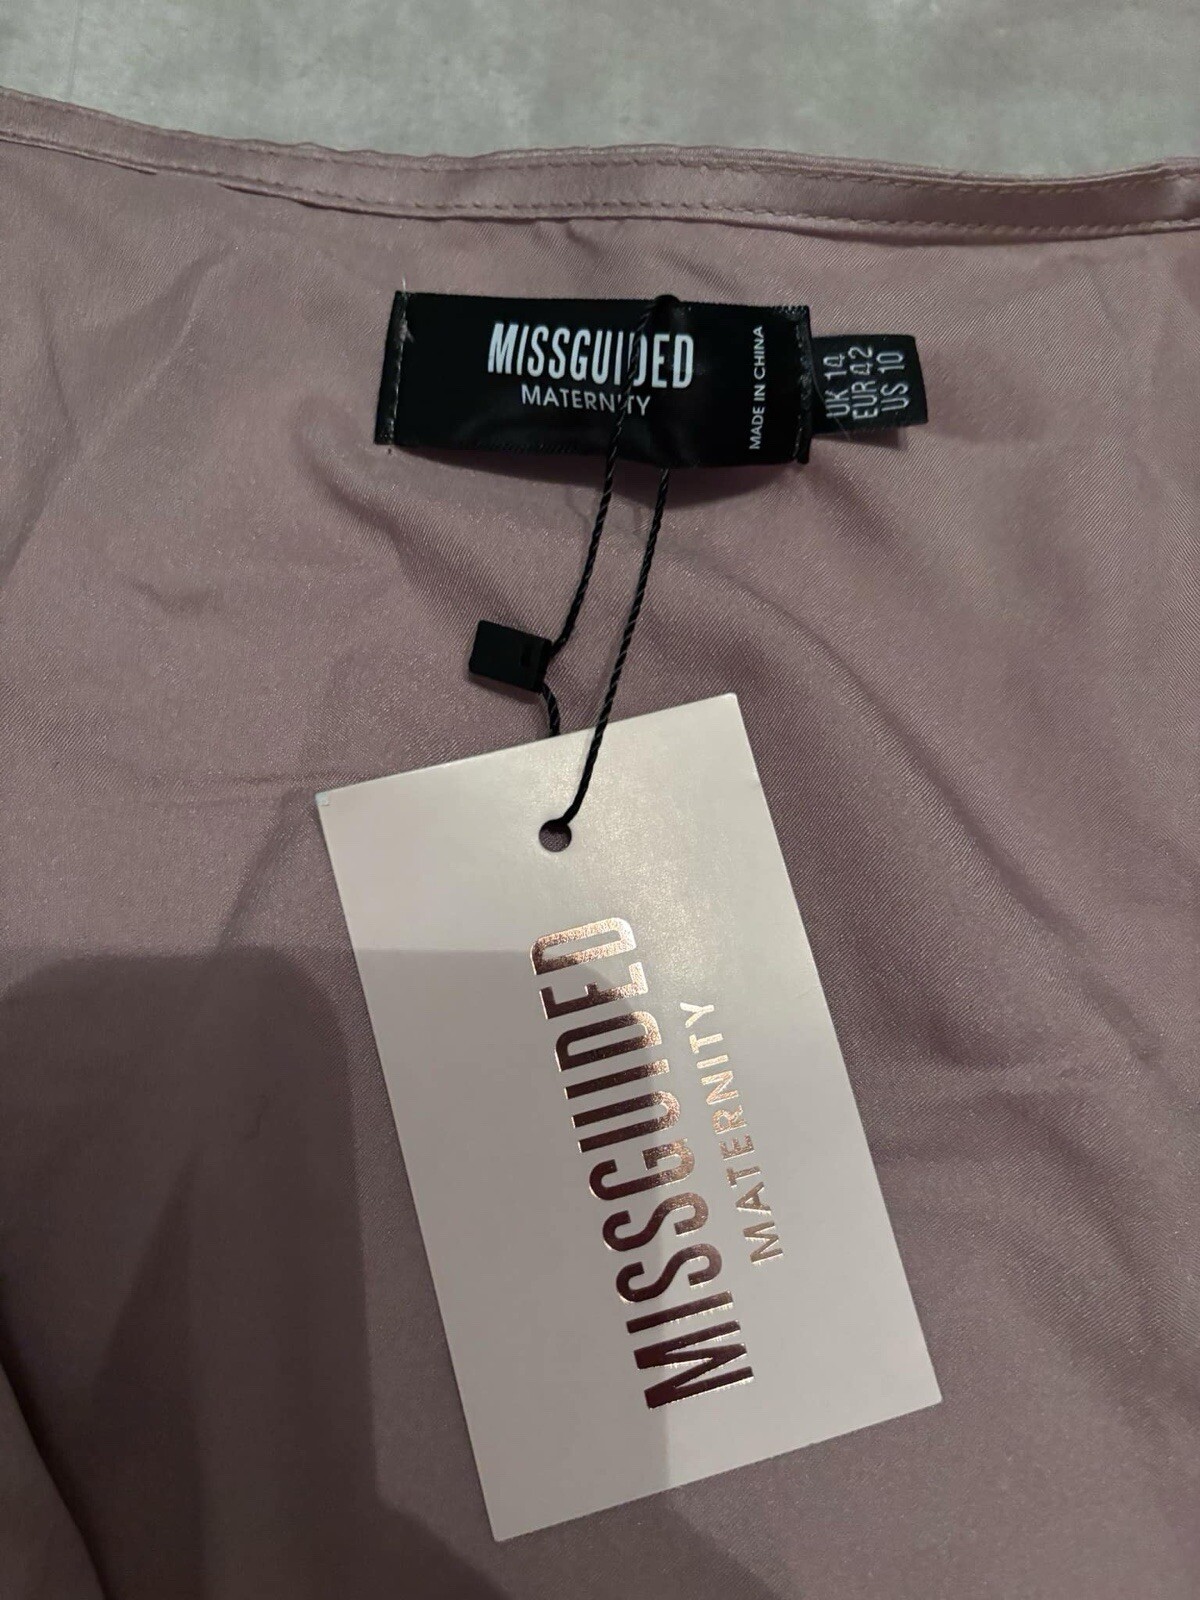 MISSGUIDED
MATERNITY
MADE IN CHINA
UK 14
EUR 42
US 10
MISSGUIDED
MATERNITY